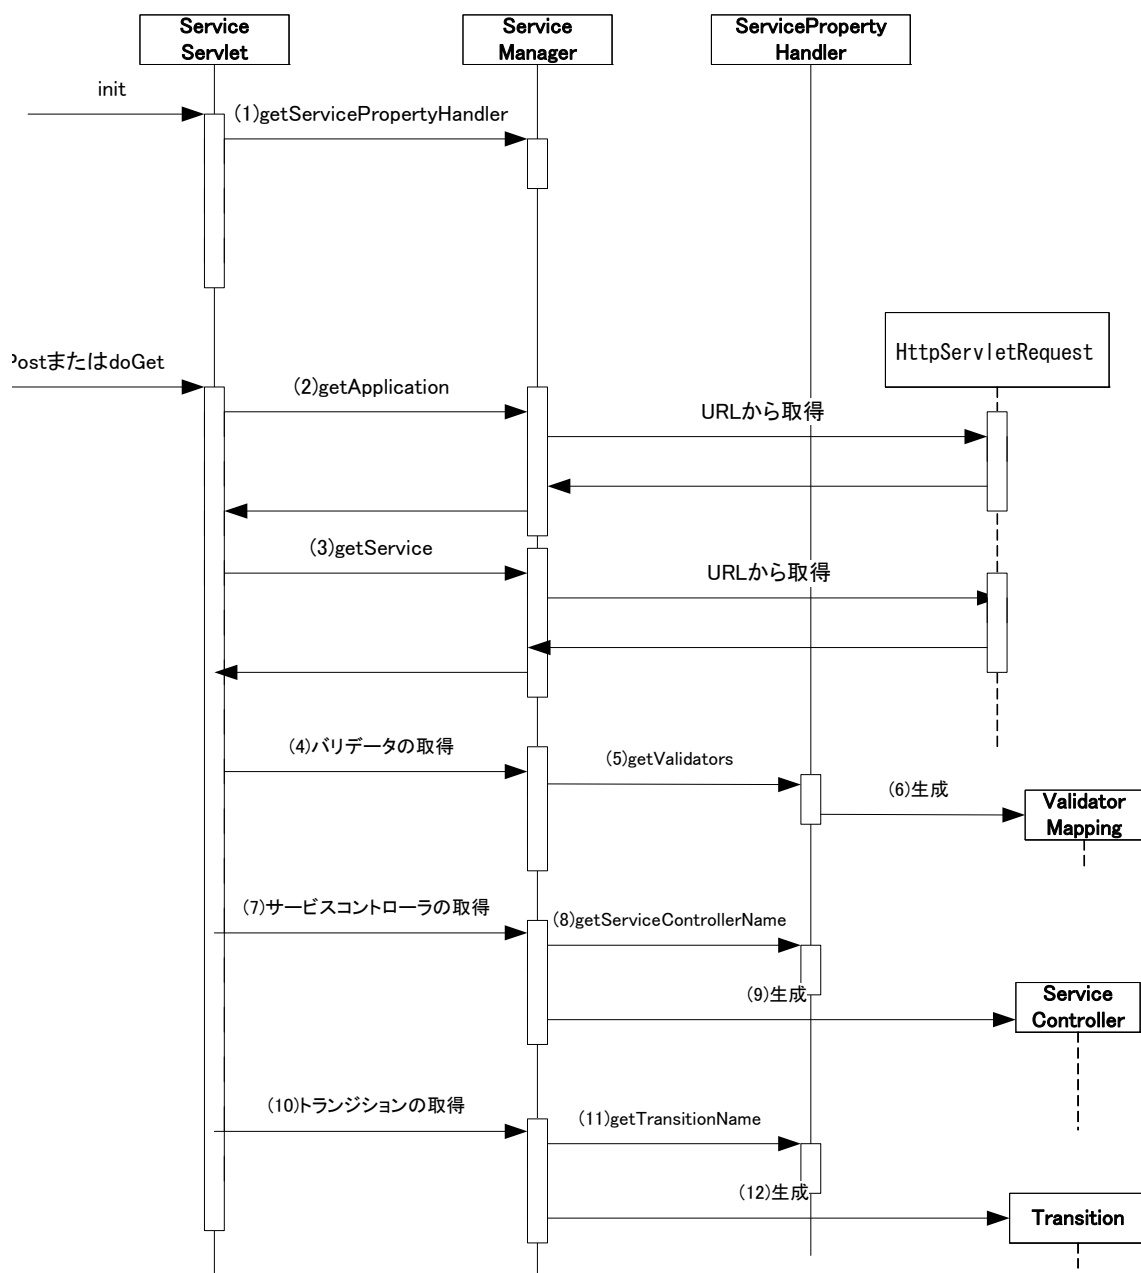 Service
Servlet
Service
Manager
ServiceProperty
Handler
init
(1)getServicePropertyHandler
HttpServletRequest
PostまたはdoGet
(2)getApplication
URLから取得
(3)getService
URLから取得
(4)バリデータの取得
(5)getValidators
(6)生成
Validator
Mapping
(7)サービスコントローラの取得
(8)getServiceControllerName
(9)生成
Service
Controller
(10)トランジションの取得
(11)getTransitionName
(12)生成
Transition